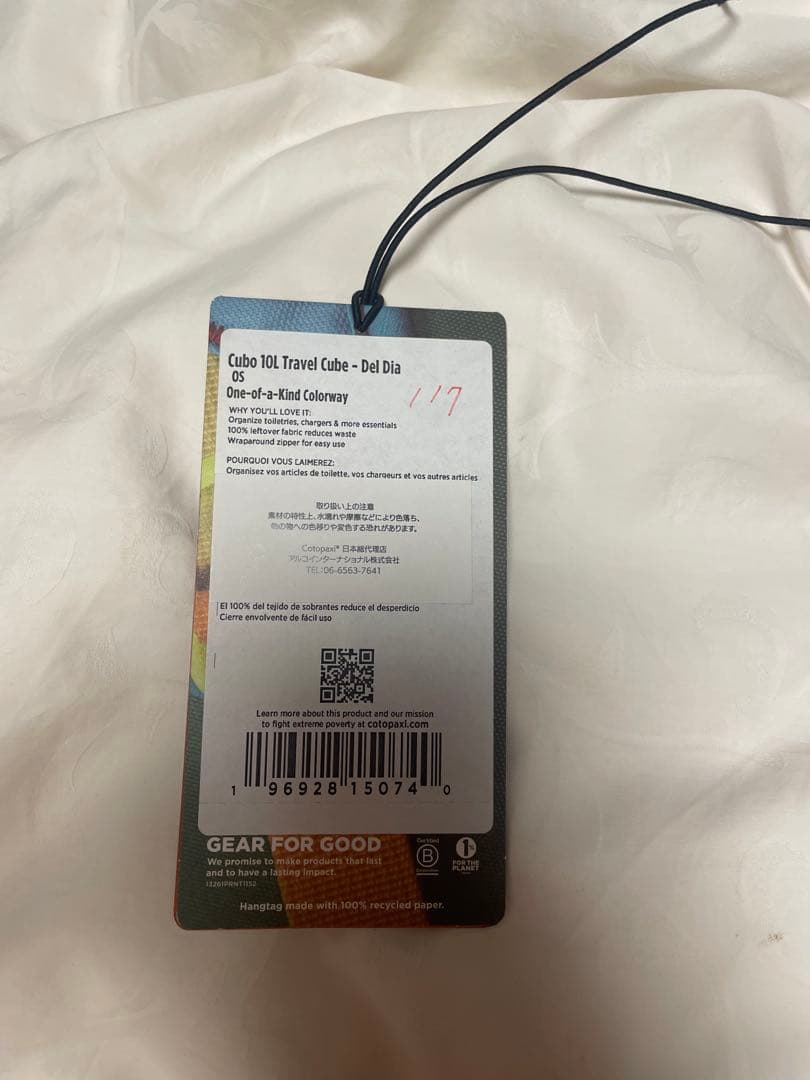 Cubo 10L Travel Cube - Del Dia
OS
One-of-a-Kind Colorway
117
WHY YOU'LL LOVE IT:
Organize toiletries, chargers & more essentials
100% leftover fabric reduces waste
Wraparound zipper for easy use
POURQUOI VOUS L'AIMEREZ:
Organisez vos articles de toilette, vos chargeurs et vos autres articles
取り扱い上の注意
素材の特性上、水濡れや摩擦などにより色落ち、
他の物への色移りや変色する恐れがあります。
Cotopaxi® 日本総代理店
アルコインターナショナル株式会社
TEL:06-6563-7641
El 100% del tejido de sobrantes reduce el desperdicio
Cierre envolvente de fácil uso
Learn more about this product and our mission
to fight extreme poverty at cotopaxi.com
1 96928 15074 0
GEAR FOR GOOD
We promise to make products that last
and to have a lasting impact.
13261PRNT1152
Certified
B
Corporation
1%
FOR THE
PLANET
Hangtag made with 100% recycled paper.